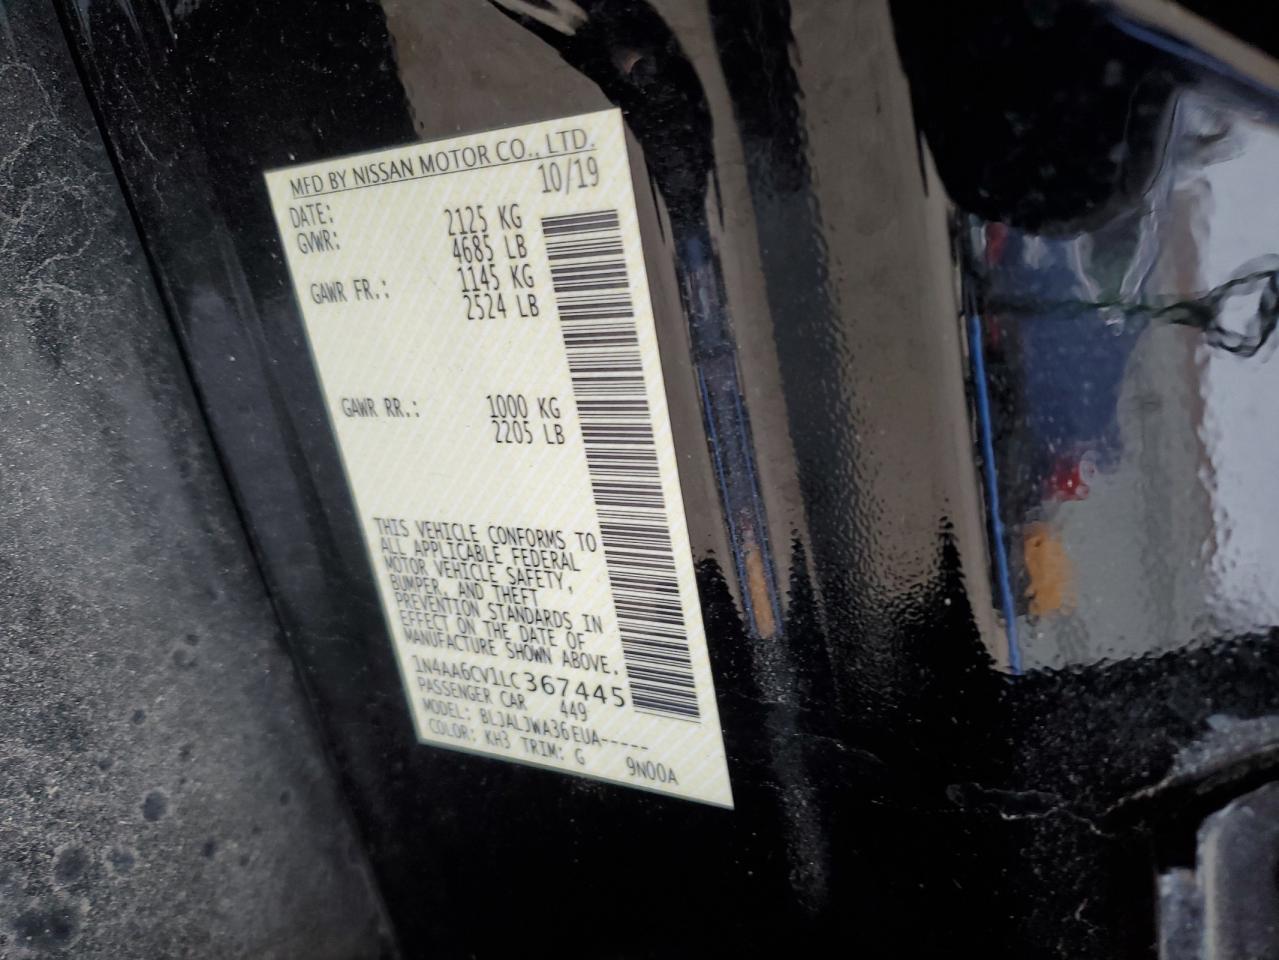 MFD BY NISSAN MOTOR CO., LTD.
DATE: 10/19
GVWR: 2125 KG
4685 LB
GAWR FR.: 1145 KG
2524 LB
GAWR RR.: 1000 KG
2205 LB
THIS VEHICLE CONFORMS TO
ALL APPLICABLE FEDERAL
MOTOR VEHICLE SAFETY,
BUMPER, AND THEFT
PREVENTION STANDARDS IN
EFFECT ON THE DATE OF
MANUFACTURE SHOWN ABOVE.
1N4AA6CV1LC367445
PASSENGER CAR 449
MODEL: BLJALJWA36EUA-----
COLOR: KH3 TRIM: G 9N00A